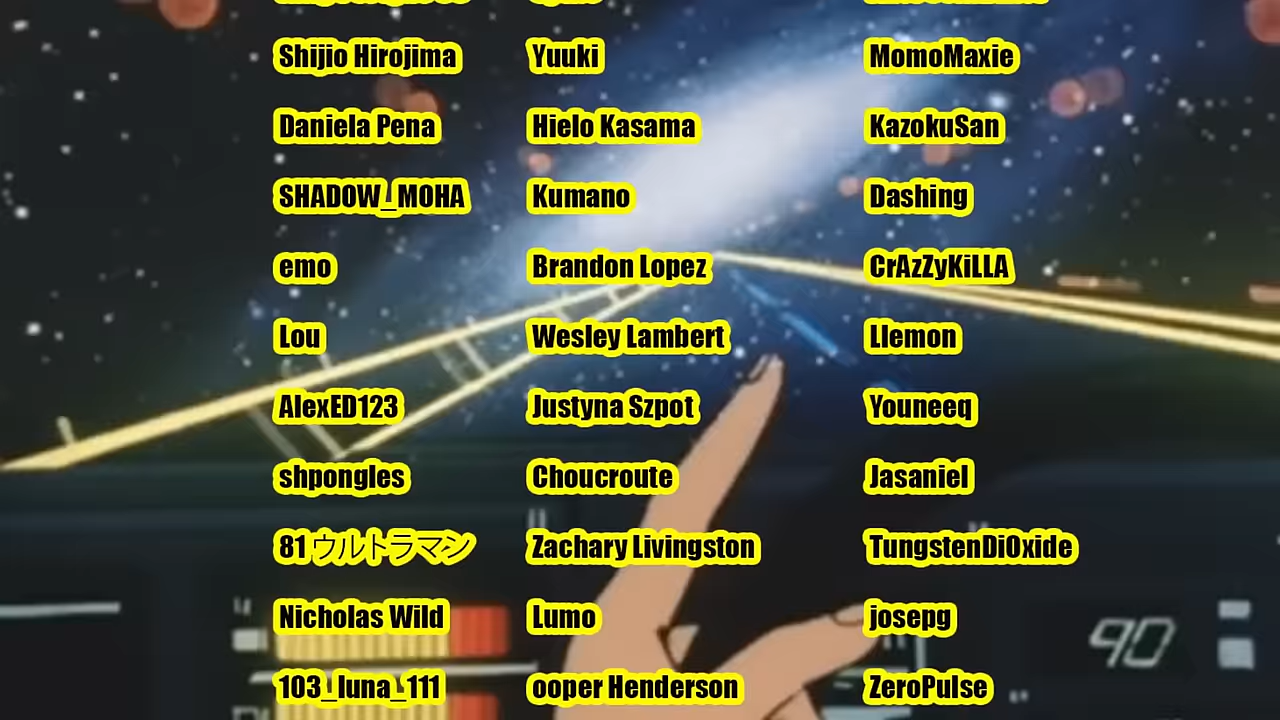 Shijio Hirojima Yuuki MomoMaxie
Daniela Pena Hielo Kasama KazokuSan
SHADOW_MOHA Kumano Dashing
emo Brandon Lopez CrAzZyKiLLA
Lou Wesley Lambert Llemon
AlexED123 Justyna Szpot Youneeq
shpongles Choucroute Jasaniel
81ウルトラマン Zachary Livingston TungstenDiOxide
Nicholas Wild Lumo josepg
90
103_luna_111 ooper Henderson ZeroPulse